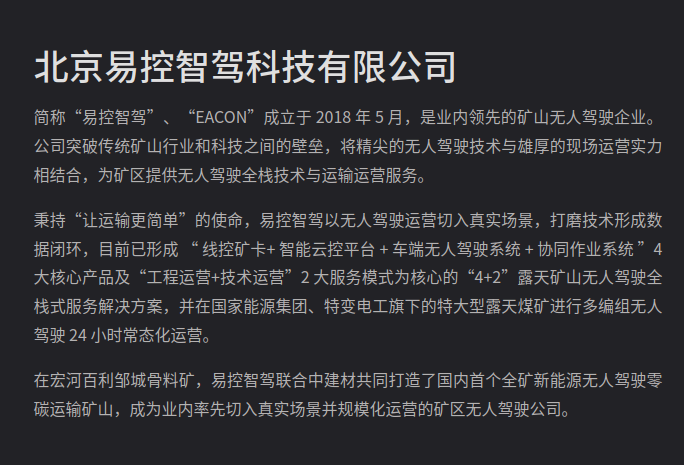 北京易控智驾科技有限公司
简称“易控智驾”、“EACON”成立于 2018 年 5 月，是业内领先的矿山无人驾驶企业。
公司突破传统矿山行业和科技之间的壁垒，将精尖的无人驾驶技术与雄厚的现场运营实力
相结合，为矿区提供无人驾驶全栈技术与运输运营服务。
秉持“让运输更简单”的使命，易控智驾以无人驾驶运营切入真实场景，打磨技术形成数
据闭环，目前已形成 “ 线控矿卡+ 智能云控平台 + 车端无人驾驶系统 + 协同作业系统 ” 4
大核心产品及“工程运营+技术运营”2 大服务模式为核心的“4+2”露天矿山无人驾驶全
栈式服务解决方案，并在国家能源集团、特变电工旗下的特大型露天煤矿进行多编组无人
驾驶 24 小时常态化运营。
在宏河百利邹城骨料矿，易控智驾联合中建材共同打造了国内首个全矿新能源无人驾驶零
碳运输矿山，成为业内率先切入真实场景并规模化运营的矿区无人驾驶公司。